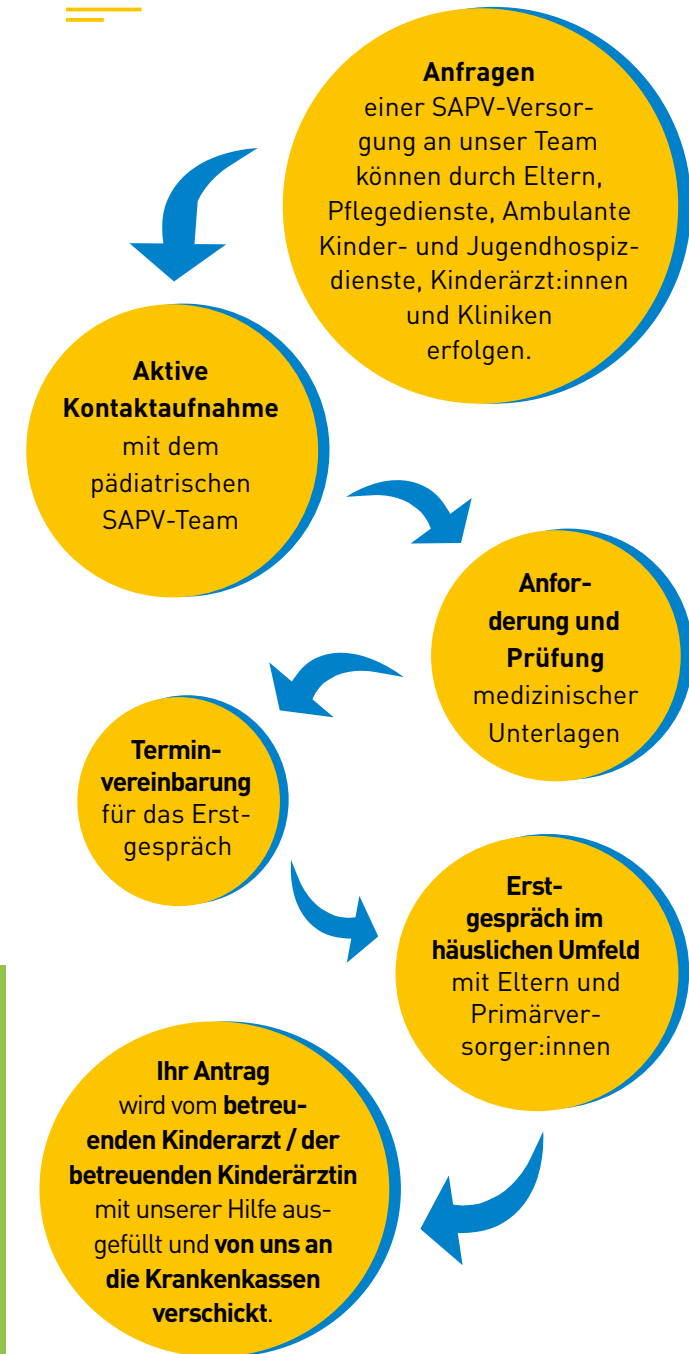 Anfragen
einer SAPV-Versor-
gung an unser Team
können durch Eltern,
Pflegedienste, Ambulante
Kinder- und Jugendhospiz-
dienste, Kinderärzt:innen
und Kliniken
erfolgen.
Aktive
Kontaktaufnahme
mit dem
pädiatrischen
SAPV-Team
Anfor-
derung und
Prüfung
medizinischer
Unterlagen
Termin-
vereinbarung
für das Erst-
gespräch
Erst-
gespräch im
häuslichen Umfeld
mit Eltern und
Primärver-
sorger:innen
Ihr Antrag
wird vom betreu-
enden Kinderarzt / der
betreuenden Kinderärztin
mit unserer Hilfe aus-
gefüllt und von uns an
die Krankenkassen
verschickt.